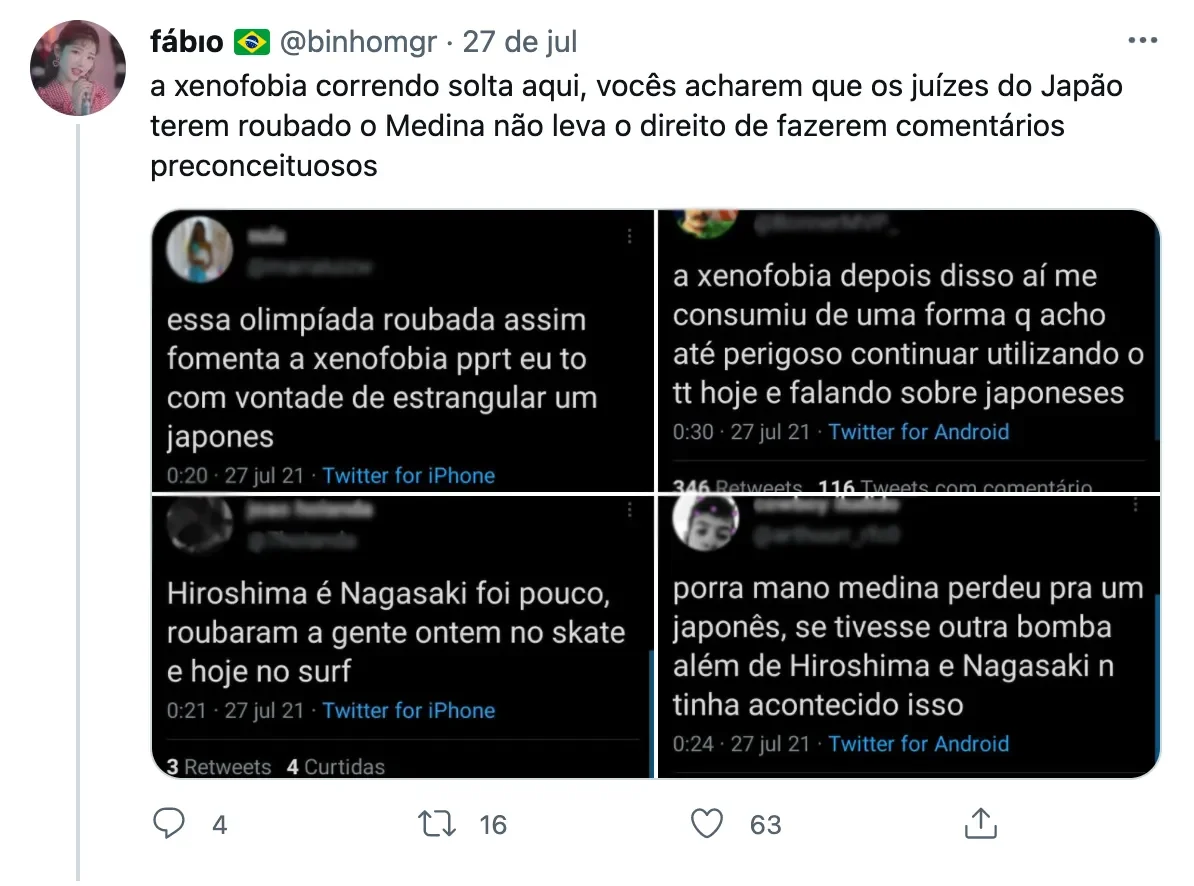 fábıo 🇧🇷 @binhomgr · 27 de jul
a xenofobia correndo solta aqui, vocês acharem que os juízes do Japão
terem roubado o Medina não leva o direito de fazerem comentários
preconceituosos
essa olimpíada roubada assim
fomenta a xenofobia pprt eu to
com vontade de estrangular um
japones
0:20 · 27 jul 21 · Twitter for iPhone
a xenofobia depois disso aí me
consumiu de uma forma q acho
até perigoso continuar utilizando o
tt hoje e falando sobre japoneses
0:30 · 27 jul 21 · Twitter for Android
346 Retweets 116 Tweets com comentário
Hiroshima é Nagasaki foi pouco,
roubaram a gente ontem no skate
e hoje no surf
0:21 · 27 jul 21 · Twitter for iPhone
3 Retweets 4 Curtidas
porra mano medina perdeu pra um
japonês, se tivesse outra bomba
além de Hiroshima e Nagasaki n
tinha acontecido isso
0:24 · 27 jul 21 · Twitter for Android
4 16 63